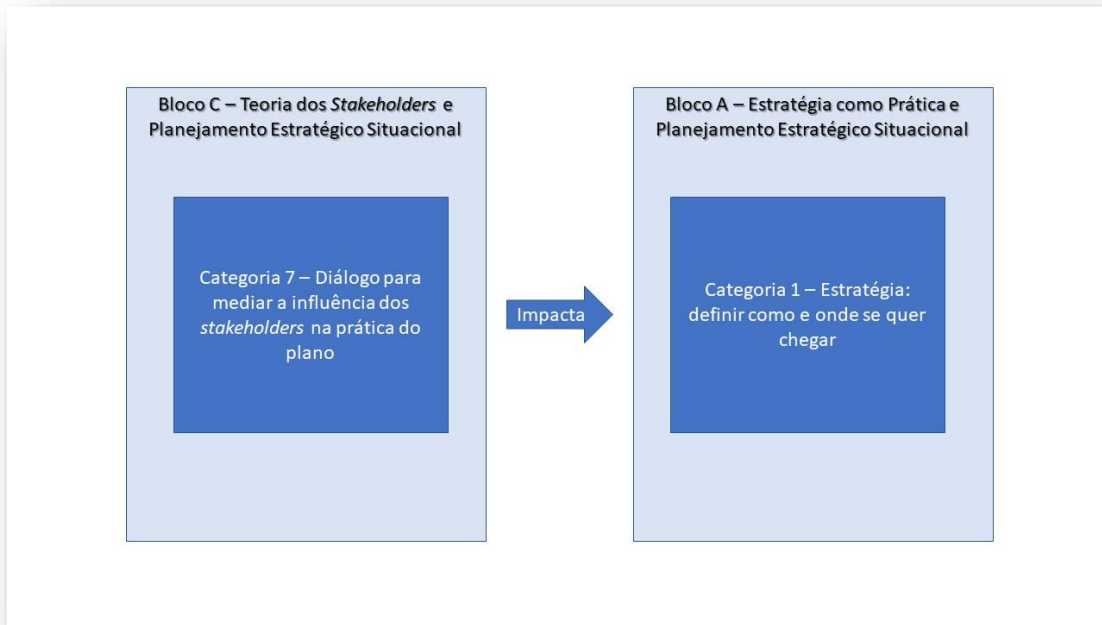 Bloco C – Teoria dos Stakeholders e
Planejamento Estratégico Situacional
Categoria 7 – Diálogo para
mediar a influência dos
stakeholders na prática do
plano
Impacta
Bloco A – Estratégia como Prática e
Planejamento Estratégico Situacional
Categoria 1 – Estratégia:
definir como e onde se quer
chegar